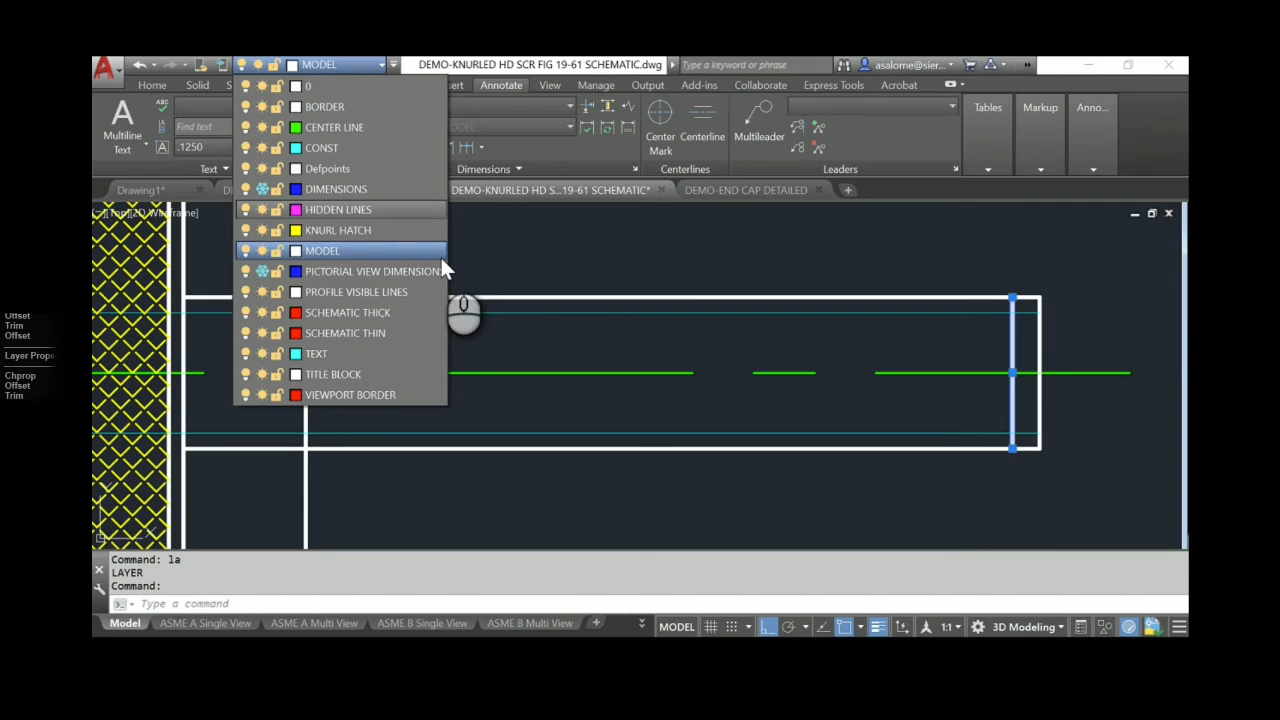 MODEL
DEMO-KNURLED HD SCR FIG 19-61 SCHEMATIC.dwg
Type a keyword or phrase
asalome@sier...
Home
Solid
S
sert
Annotate
View
Manage
Add-ins
Output
Collaborate
Express Tools
Acrobat
A
Multiline
Text
ABC
Find text
.1250
Text
Dimensions
Center
Mark
Centerline
Centerlines
Multileader
Leaders
Tables
Markup
Anno...
Drawing1*
DEMO-KNURLED HD S...19-61 SCHEMATIC*
DEMO-END CAP DETAILED
[Top][2D Wireframe]
0
BORDER
CENTER LINE
CONST
Defpoints
DIMENSIONS
HIDDEN LINES
KNURL HATCH
MODEL
PICTORIAL VIEW DIMENSION
PROFILE VISIBLE LINES
SCHEMATIC THICK
SCHEMATIC THIN
TEXT
TITLE BLOCK
VIEWPORT BORDER
Offset
Trim
Offset
Layer Prope
Chprop
Offset
Trim
Command: la
LAYER
Command:
Type a command
Model
ASME A Single View
ASME A Multi View
ASME B Single View
ASME B Multi View
MODEL
1:1
3D Modeling